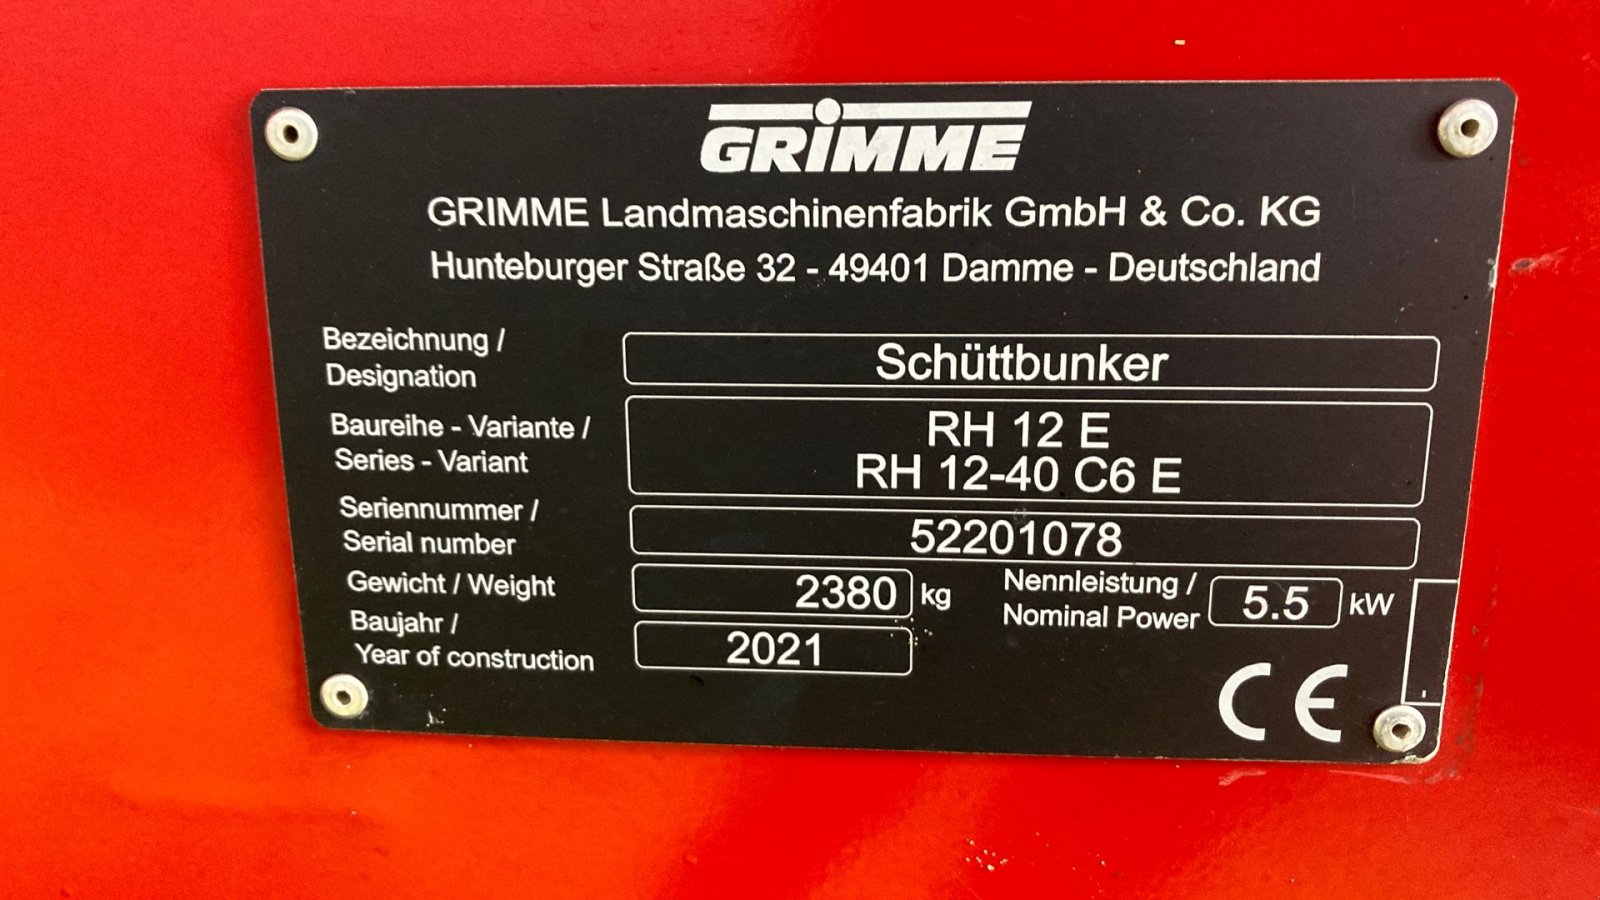 GRIMME
GRIMME Landmaschinenfabrik GmbH & Co. KG
Hunteburger Straße 32 - 49401 Damme - Deutschland
Bezeichnung /
Designation
Schüttbunker
Baureihe - Variante /
Series - Variant
RH 12 E
RH 12-40 C6 E
Seriennummer /
Serial number
52201078
Gewicht / Weight
2380 kg
Nennleistung /
Nominal Power
5.5 kW
Baujahr /
Year of construction
2021
CE